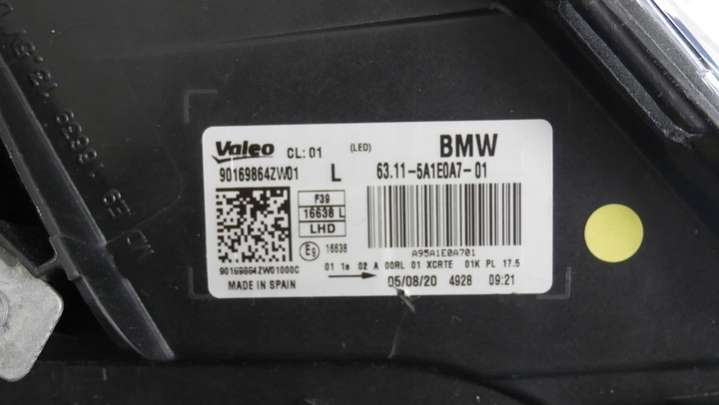 Valeo CL: 01 (LED) BMW
90169864ZW01 L 63.11-5A1E0A7-01
F39
16638 L
LHD
E9 16638
A95A1E0A701
90169864ZW01000C
01 1a 02 A 00RL 01 XCRTE 01K PL 17.5
MADE IN SPAIN 05/08/20 4928 09:21